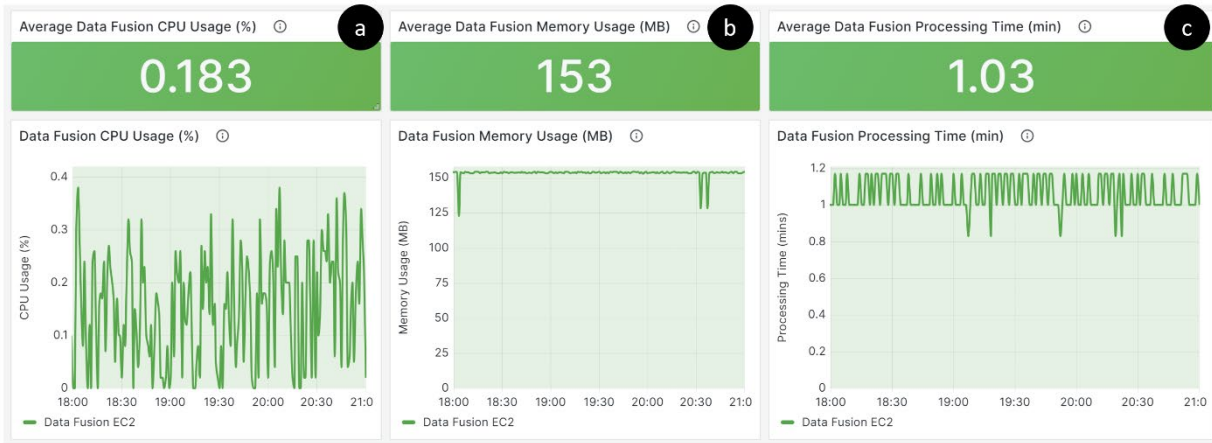 Average Data Fusion CPU Usage (%)
a
0.183
Average Data Fusion Memory Usage (MB)
b
153
Average Data Fusion Processing Time (min)
c
1.03
Data Fusion CPU Usage (%)
CPU Usage (%)
0.4
0.3
0.2
0.1
0
18:00 18:30 19:00 19:30 20:00 20:30 21:0
Data Fusion EC2
Data Fusion Memory Usage (MB)
Memory Usage (MB)
150
125
100
75
50
25
0
18:00 18:30 19:00 19:30 20:00 20:30 21:0
Data Fusion EC2
Data Fusion Processing Time (min)
Processing Time (mins)
1.2
1
0.8
0.6
0.4
0.2
0
18:00 18:30 19:00 19:30 20:00 20:30 21:0
Data Fusion EC2